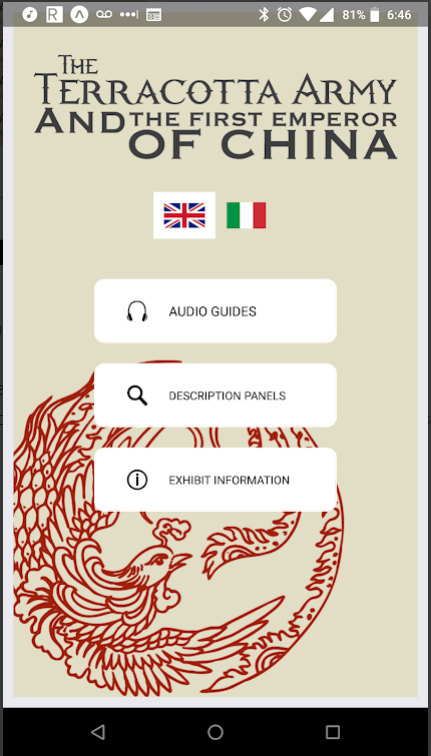 81% 6:46
THE
TERRACOTTA ARMY
AND THE FIRST EMPEROR
OF CHINA
AUDIO GUIDES
DESCRIPTION PANELS
EXHIBIT INFORMATION